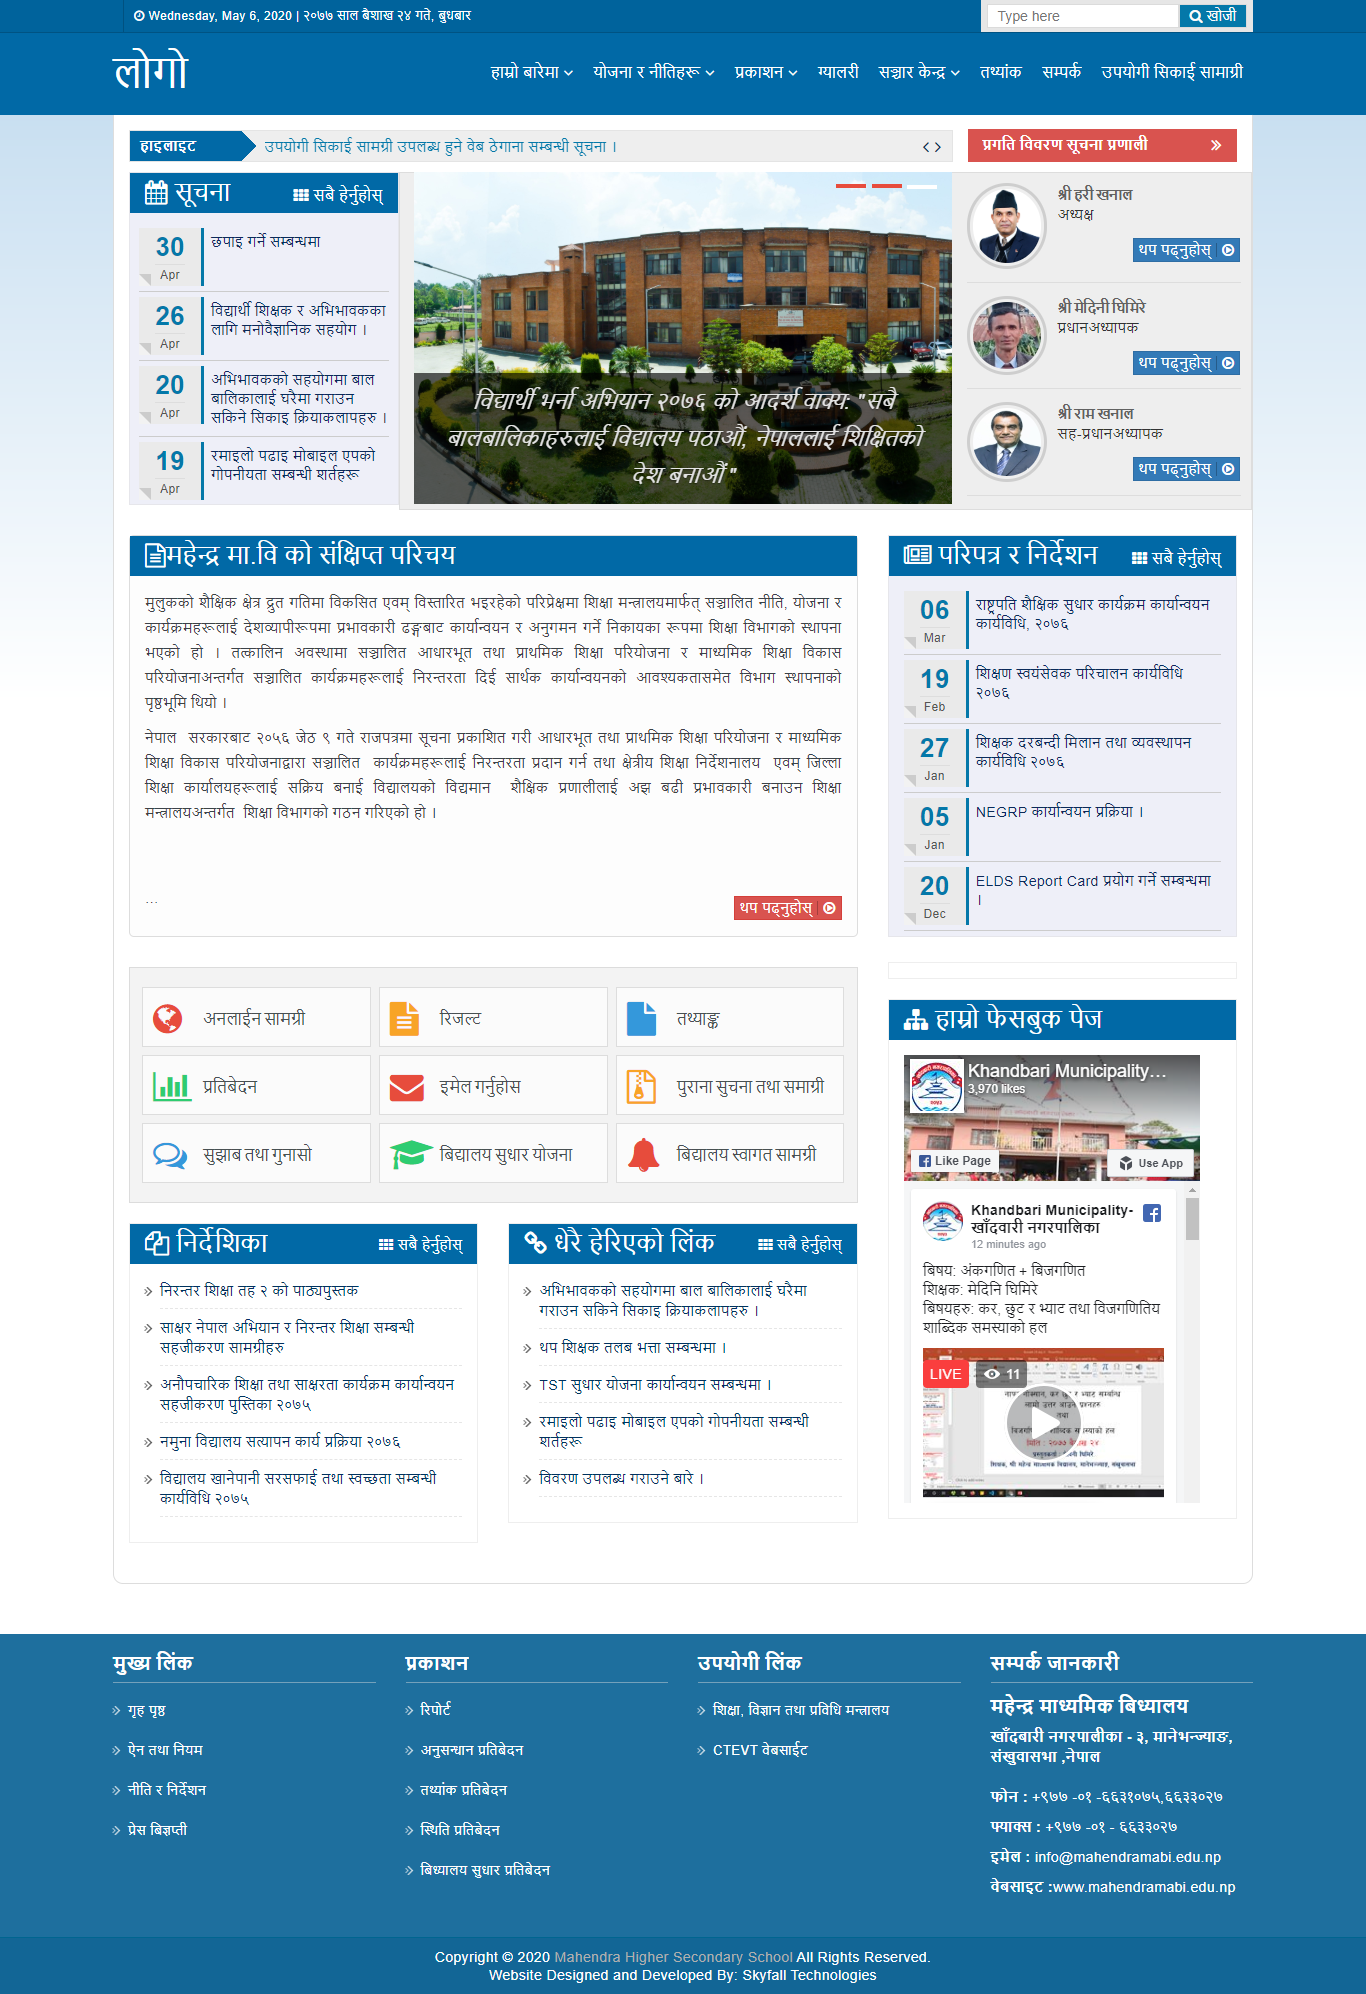 Wednesday, May 6, 2020 | २०७७ साल बैशाख २४ गते, बुधबार
Type here
खोजी
लोगो
हाम्रो बारेमा
योजना र नीतिहरू
प्रकाशन
ग्यालरी
सञ्चार केन्द्र
तथ्यांक
सम्पर्क
उपयोगी सिकाई सामाग्री
हाइलाइट
उपयोगी सिकाई सामग्री उपलब्ध हुने वेब ठेगाना सम्बन्धी सूचना ।
प्रगति विवरण सूचना प्रणाली
सूचना
सबै हेर्नुहोस्
30
Apr
छपाइ गर्ने सम्बन्धमा
26
Apr
विद्यार्थी शिक्षक र अभिभावकका
लागि मनोवैज्ञानिक सहयोग ।
20
Apr
अभिभावकको सहयोगमा बाल
बालिकालाई घरैमा गराउन
सकिने सिकाइ क्रियाकलापहरु ।
19
Apr
रमाइलो पढाइ मोबाइल एपको
गोपनीयता सम्बन्धी शर्तहरू
विद्यार्थी भर्ना अभियान २०७६ को आदर्श वाक्य: "सबै
बालबालिकाहरुलाई विद्यालय पठाऔं, नेपाललाई शिक्षितको
देश बनाऔं"
श्री हरी खनाल
अध्यक्ष
थप पढ्नुहोस्
श्री मेदिनी घिमिरे
प्रधानअध्यापक
थप पढ्नुहोस्
श्री राम खनाल
सह-प्रधानअध्यापक
थप पढ्नुहोस्
महेन्द्र मा.वि को संक्षिप्त परिचय
मुलुकको शैक्षिक क्षेत्र द्रुत गतिमा विकसित एवम् विस्तारित भइरहेको परिप्रेक्षमा शिक्षा मन्त्रालयमार्फत् सञ्चालित नीति, योजना र
कार्यक्रमहरूलाई देशव्यापीरूपमा प्रभावकारी ढङ्गबाट कार्यान्वयन र अनुगमन गर्ने निकायका रूपमा शिक्षा विभागको स्थापना
भएको हो । तत्कालिन अवस्थामा सञ्चालित आधारभूत तथा प्राथमिक शिक्षा परियोजना र माध्यमिक शिक्षा विकास
परियोजनाअन्तर्गत सञ्चालित कार्यक्रमहरूलाई निरन्तरता दिई सार्थक कार्यान्वयनको आवश्यकतासमेत विभाग स्थापनाको
पृष्ठभूमि थियो ।
नेपाल सरकारबाट २०५६ जेठ ९ गते राजपत्रमा सूचना प्रकाशित गरी आधारभूत तथा प्राथमिक शिक्षा परियोजना र माध्यमिक
शिक्षा विकास परियोजनाद्वारा सञ्चालित कार्यक्रमहरूलाई निरन्तरता प्रदान गर्न तथा क्षेत्रीय शिक्षा निर्देशनालय एवम् जिल्ला
शिक्षा कार्यालयहरूलाई सक्रिय बनाई विद्यालयको विद्यमान शैक्षिक प्रणालीलाई अझ बढी प्रभावकारी बनाउन शिक्षा
मन्त्रालयअन्तर्गत शिक्षा विभागको गठन गरिएको हो ।
...
थप पढ्नुहोस्
परिपत्र र निर्देशन
सबै हेर्नुहोस्
06
Mar
राष्ट्रपति शैक्षिक सुधार कार्यक्रम कार्यान्वयन
कार्यविधि, २०७६
19
Feb
शिक्षण स्वयंसेवक परिचालन कार्यविधि
२०७६
27
Jan
शिक्षक दरबन्दी मिलान तथा व्यवस्थापन
कार्यविधि २०७६
05
Jan
NEGRP कार्यान्वयन प्रक्रिया ।
20
Dec
ELDS Report Card प्रयोग गर्ने सम्बन्धमा
।
अनलाईन सामग्री
रिजल्ट
तथ्याङ्क
प्रतिबेदन
इमेल गर्नुहोस
पुराना सुचना तथा समाग्री
सुझाब तथा गुनासो
बिद्यालय सुधार योजना
बिद्यालय स्वागत सामग्री
हाम्रो फेसबुक पेज
Khandbari Municipality...
3,970 likes
Like Page
Use App
Khandbari Municipality-
खाँदवारी नगरपालिका
12 minutes ago
बिषय: अंकगणित + बिजगणित
शिक्षक: मेदिनि घिमिरे
बिषयहरु: कर, छुट र भ्याट तथा विजगणितिय
शाब्दिक समस्याको हल
LIVE
11
निर्देशिका
सबै हेर्नुहोस्
निरन्तर शिक्षा तह २ को पाठ्यपुस्तक
साक्षर नेपाल अभियान र निरन्तर शिक्षा सम्बन्धी
सहजीकरण सामग्रीहरु
अनौपचारिक शिक्षा तथा साक्षरता कार्यक्रम कार्यान्वयन
सहजीकरण पुस्तिका २०७५
नमुना विद्यालय सत्यापन कार्य प्रक्रिया २०७६
विद्यालय खानेपानी सरसफाई तथा स्वच्छता सम्बन्धी
कार्यविधि २०७५
धेरै हेरिएको लिंक
सबै हेर्नुहोस्
अभिभावकको सहयोगमा बाल बालिकालाई घरैमा
गराउन सकिने सिकाइ क्रियाकलापहरु ।
थप शिक्षक तलब भत्ता सम्बन्धमा ।
TST सुधार योजना कार्यान्वयन सम्बन्धमा ।
रमाइलो पढाइ मोबाइल एपको गोपनीयता सम्बन्धी
शर्तहरू
विवरण उपलब्ध गराउने बारे ।
मुख्य लिंक
गृह पृष्ठ
ऐन तथा नियम
नीति र निर्देशन
प्रेस बिज्ञप्ती
प्रकाशन
रिपोर्ट
अनुसन्धान प्रतिबेदन
तथ्यांक प्रतिबेदन
स्थिति प्रतिबेदन
बिध्यालय सुधार प्रतिबेदन
उपयोगी लिंक
शिक्षा, विज्ञान तथा प्रविधि मन्त्रालय
CTEVT वेबसाईट
सम्पर्क जानकारी
महेन्द्र माध्यमिक बिध्यालय
खाँदबारी नगरपालीका - ३, मानेभन्ज्याङ,
संखुवासभा ,नेपाल
फोन : +९७७ -०१ -६६३१०७५,६६३३०२७
फ्याक्स : +९७७ -०१ - ६६३३०२७
इमेल : info@mahendramabi.edu.np
वेबसाइट :www.mahendramabi.edu.np
Copyright © 2020 Mahendra Higher Secondary School All Rights Reserved.
Website Designed and Developed By: Skyfall Technologies